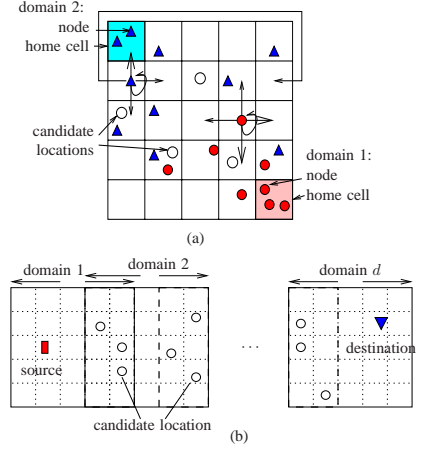 domain 2:
node
home cell
candidate
locations
domain 1:
node
home cell
(a)
domain 1
domain 2
domain d
. . .
source
destination
candidate location
(b)